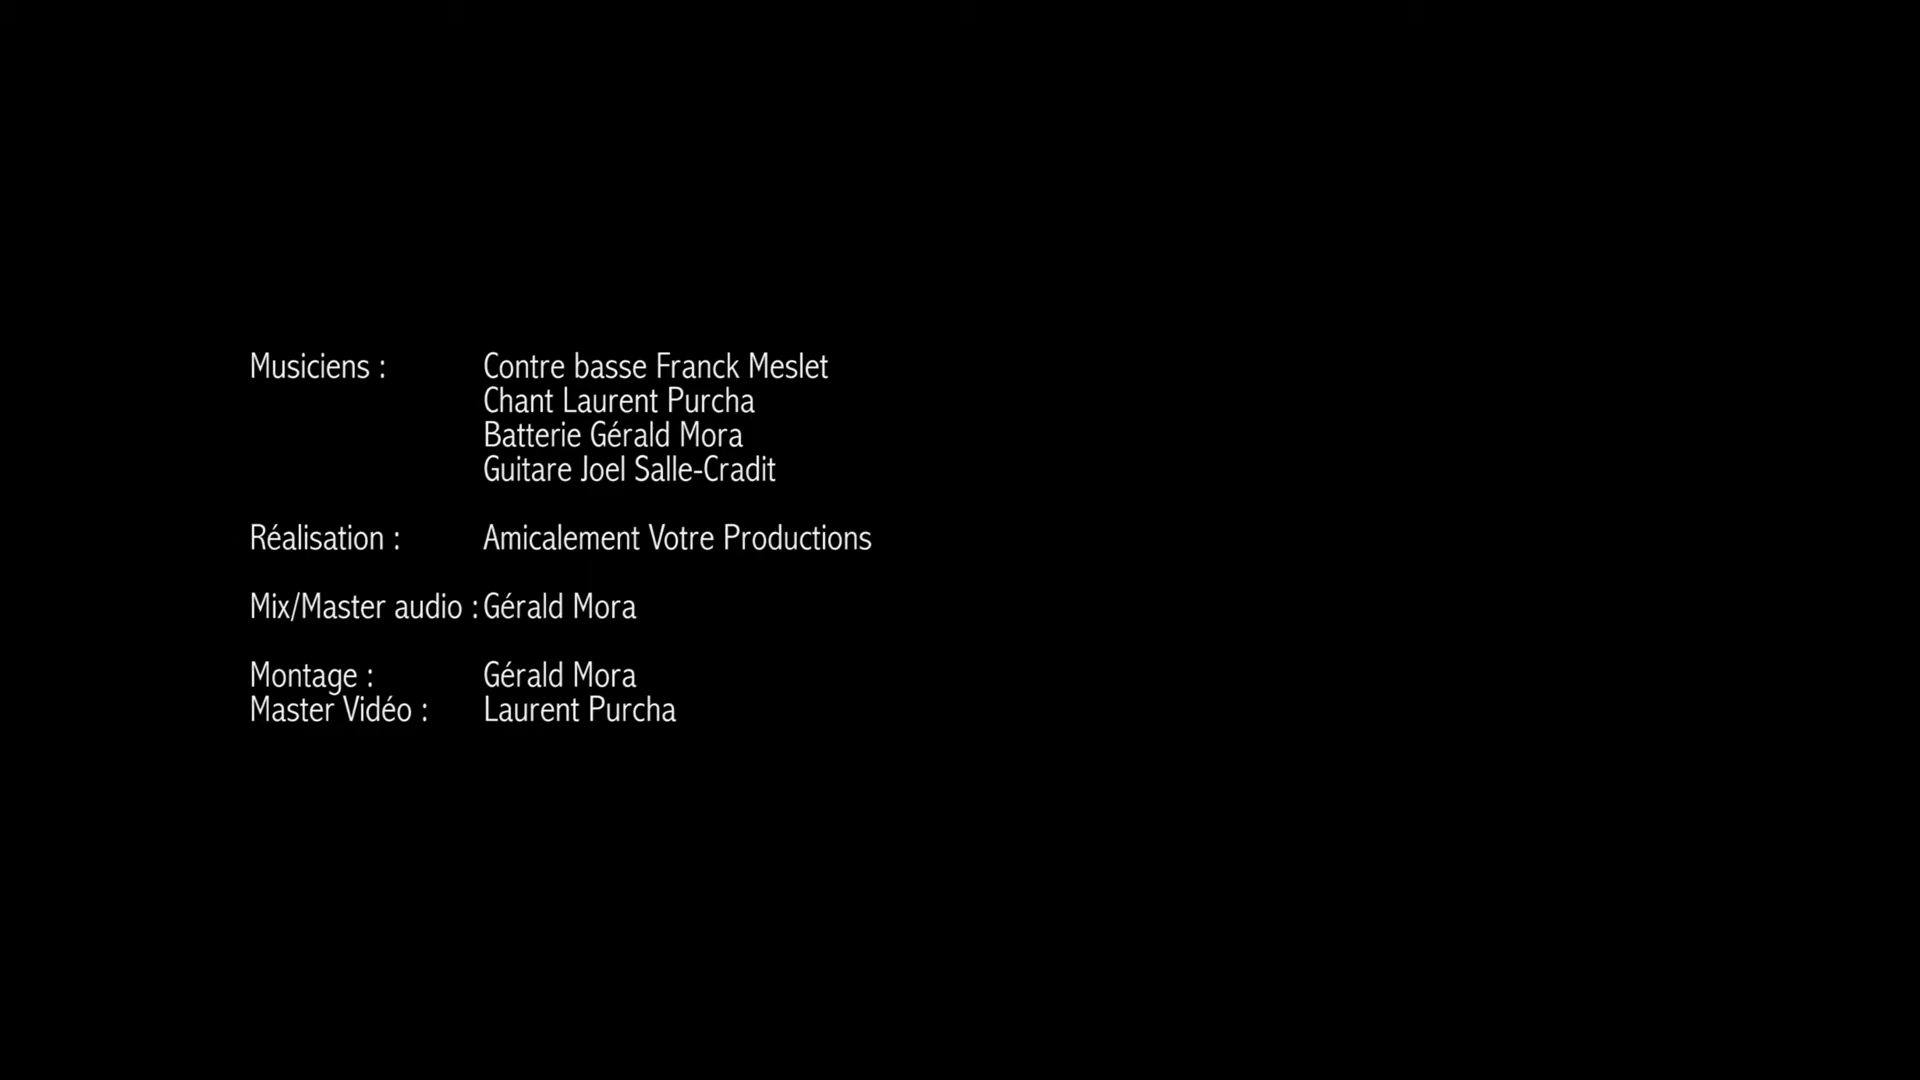 Musiciens : Contre basse Franck Meslet
Chant Laurent Purcha
Batterie Gérald Mora
Guitare Joel Salle-Cradit
Réalisation : Amicalement Votre Productions
Mix/Master audio : Gérald Mora
Montage : Gérald Mora
Master Vidéo : Laurent Purcha